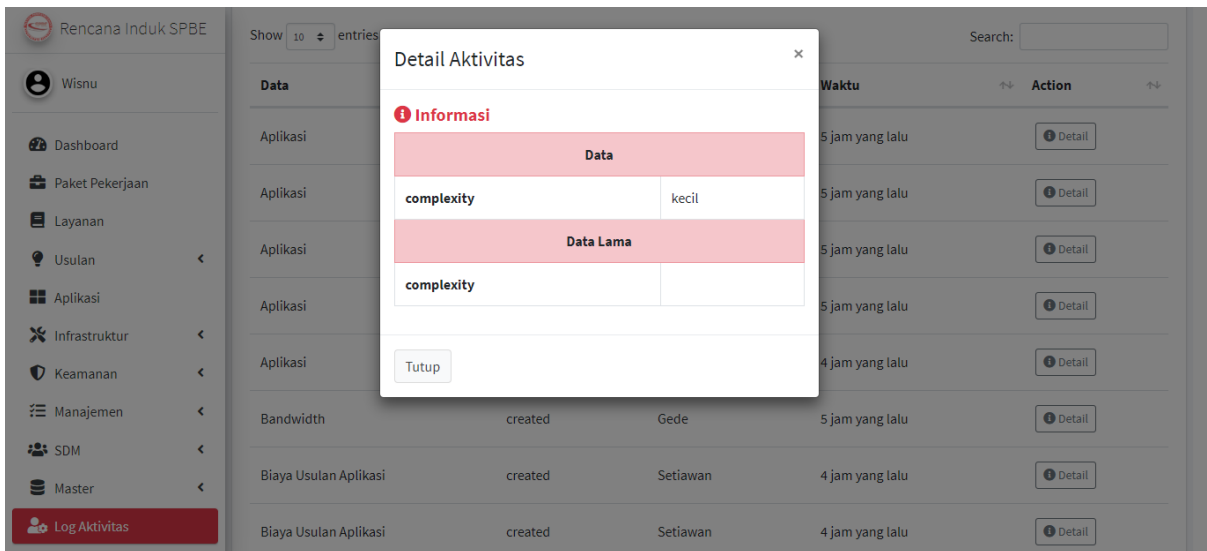 Rencana Induk SPBE
Wisnu
Dashboard
Paket Pekerjaan
Layanan
Usulan
Aplikasi
Infrastruktur
Keamanan
Manajemen
SDM
Master
Log Aktivitas
Show 10 entries
Search:
Data Waktu Action
Aplikasi 5 jam yang lalu Detail
Aplikasi 5 jam yang lalu Detail
Aplikasi 5 jam yang lalu Detail
Aplikasi 5 jam yang lalu Detail
Aplikasi 4 jam yang lalu Detail
Bandwidth created Gede 5 jam yang lalu Detail
Biaya Usulan Aplikasi created Setiawan 4 jam yang lalu Detail
Biaya Usulan Aplikasi created Setiawan 4 jam yang lalu Detail
Detail Aktivitas ×
Informasi
Data
complexity kecil
Data Lama
complexity
Tutup